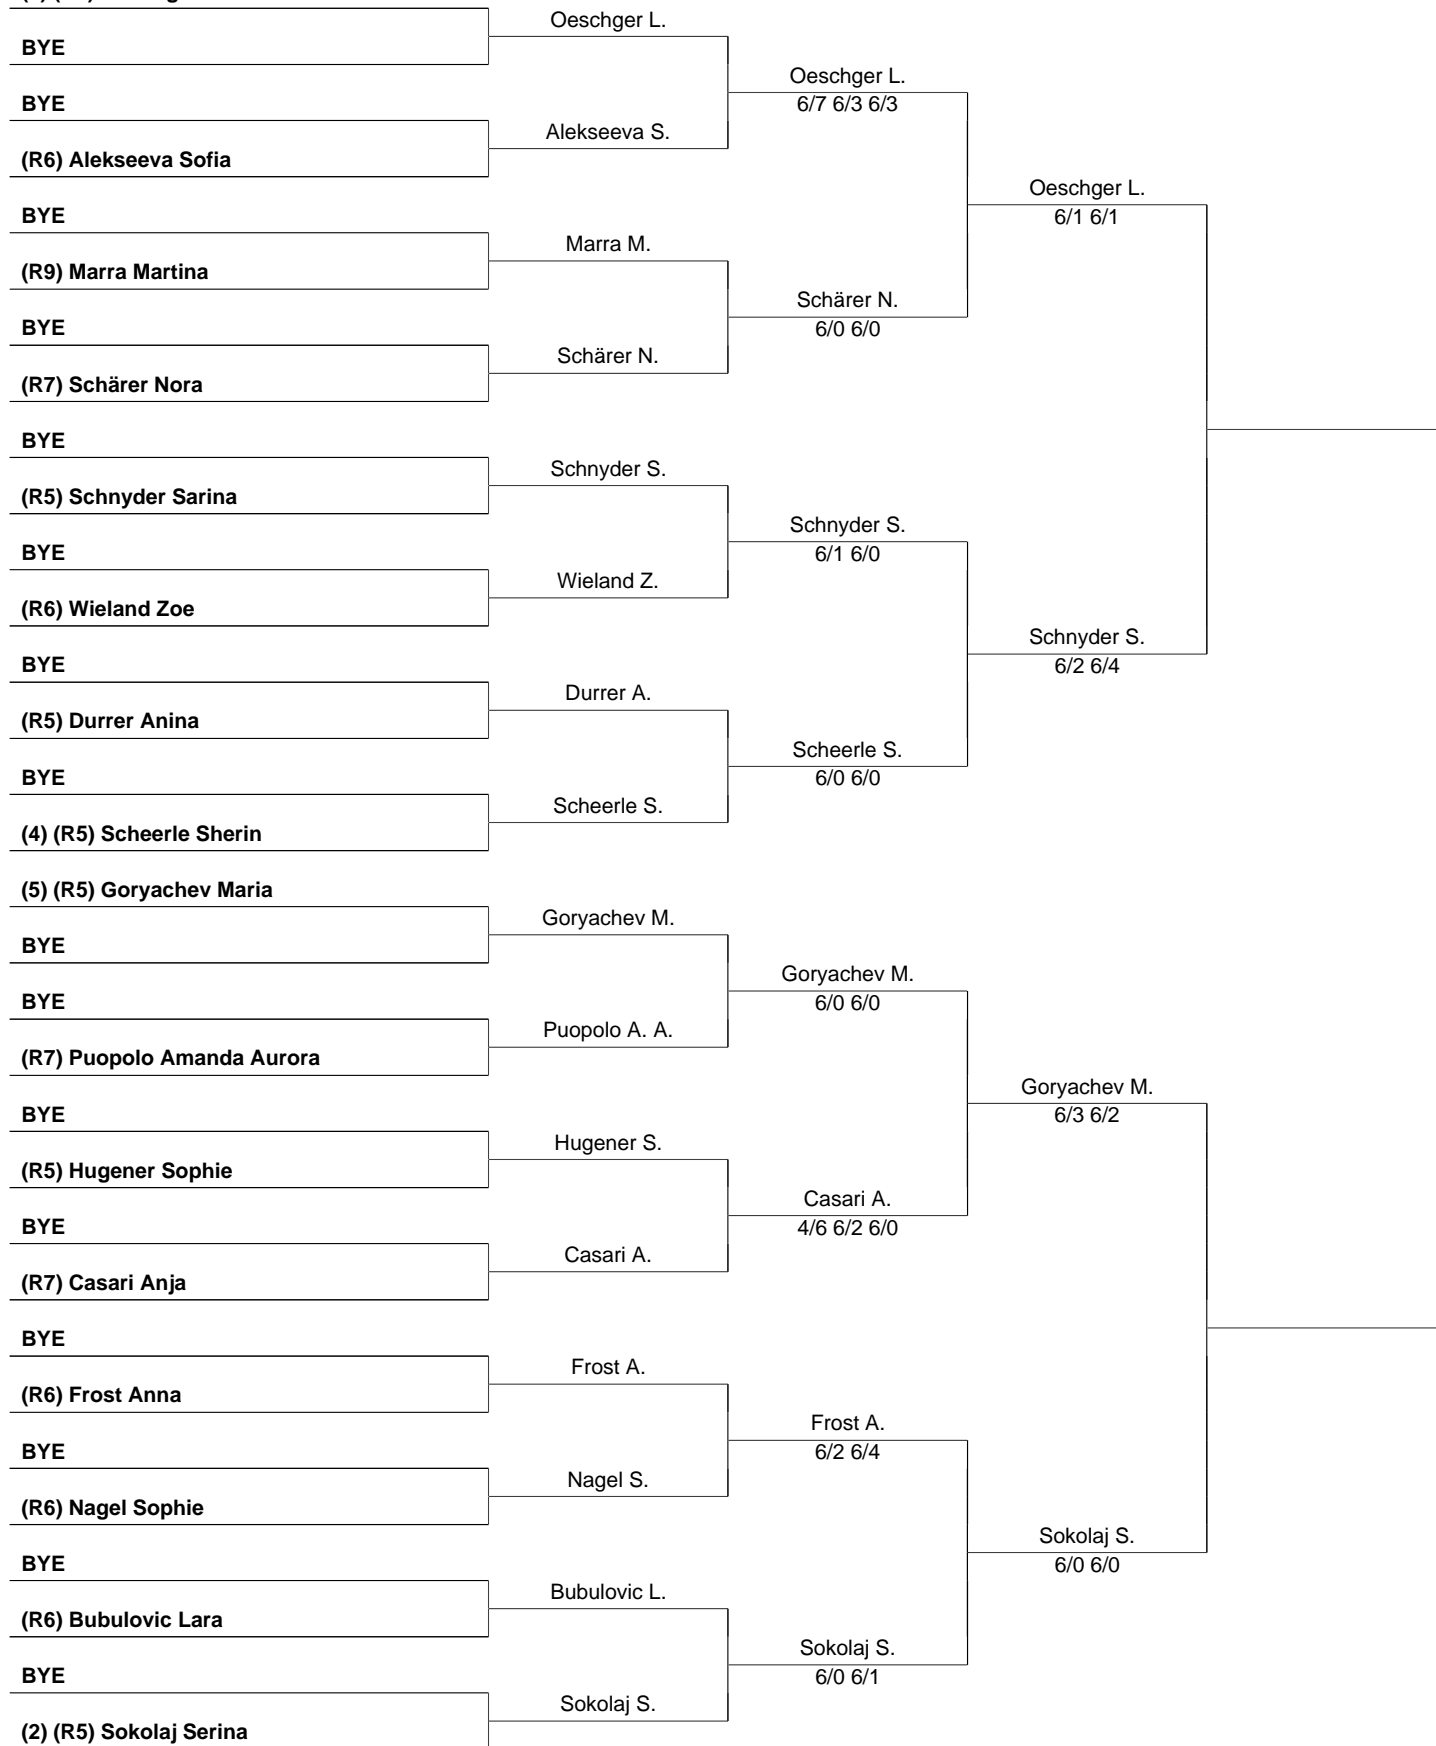 BYE
BYE
(R6) Alekseeva Sofia
BYE
(R9) Marra Martina
BYE
(R7) Schärer Nora
BYE
(R5) Schnyder Sarina
BYE
(R6) Wieland Zoe
BYE
(R5) Durrer Anina
BYE
(4) (R5) Scheerle Sherin
(5) (R5) Goryachev Maria
BYE
BYE
(R7) Puopolo Amanda Aurora
BYE
(R5) Hugener Sophie
BYE
(R7) Casari Anja
BYE
(R6) Frost Anna
BYE
(R6) Nagel Sophie
BYE
(R6) Bubulovic Lara
BYE
(2) (R5) Sokolaj Serina
Oeschger L.
Alekseeva S.
Marra M.
Schärer N.
Schnyder S.
Wieland Z.
Durrer A.
Scheerle S.
Goryachev M.
Puopolo A. A.
Hugener S.
Casari A.
Frost A.
Nagel S.
Bubulovic L.
Sokolaj S.
Oeschger L.
6/7 6/3 6/3
Schärer N.
6/0 6/0
Schnyder S.
6/1 6/0
Scheerle S.
6/0 6/0
Goryachev M.
6/0 6/0
Casari A.
4/6 6/2 6/0
Frost A.
6/2 6/4
Sokolaj S.
6/0 6/1
Oeschger L.
6/1 6/1
Schnyder S.
6/2 6/4
Goryachev M.
6/3 6/2
Sokolaj S.
6/0 6/0